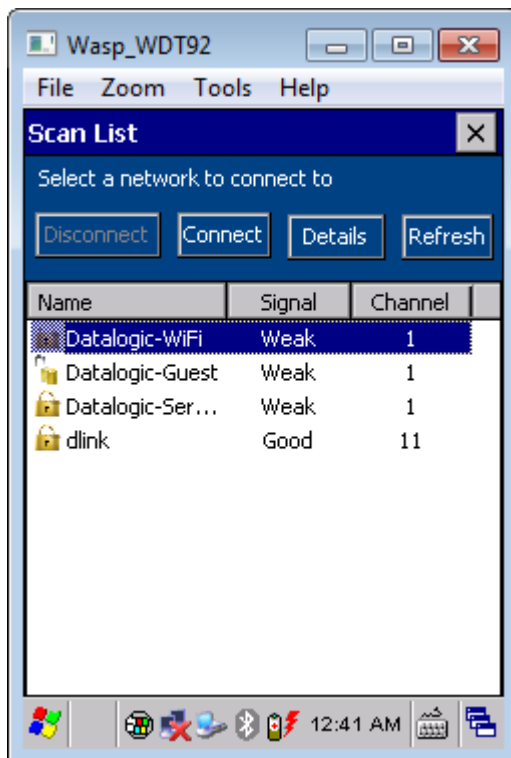 Wasp_WDT92
File Zoom Tools Help
Scan List
Select a network to connect to
Disconnect Connect Details Refresh
Name Signal Channel
Datalogic-WiFi Weak 1
Datalogic-Guest Weak 1
Datalogic-Ser... Weak 1
dlink Good 11
12:41 AM